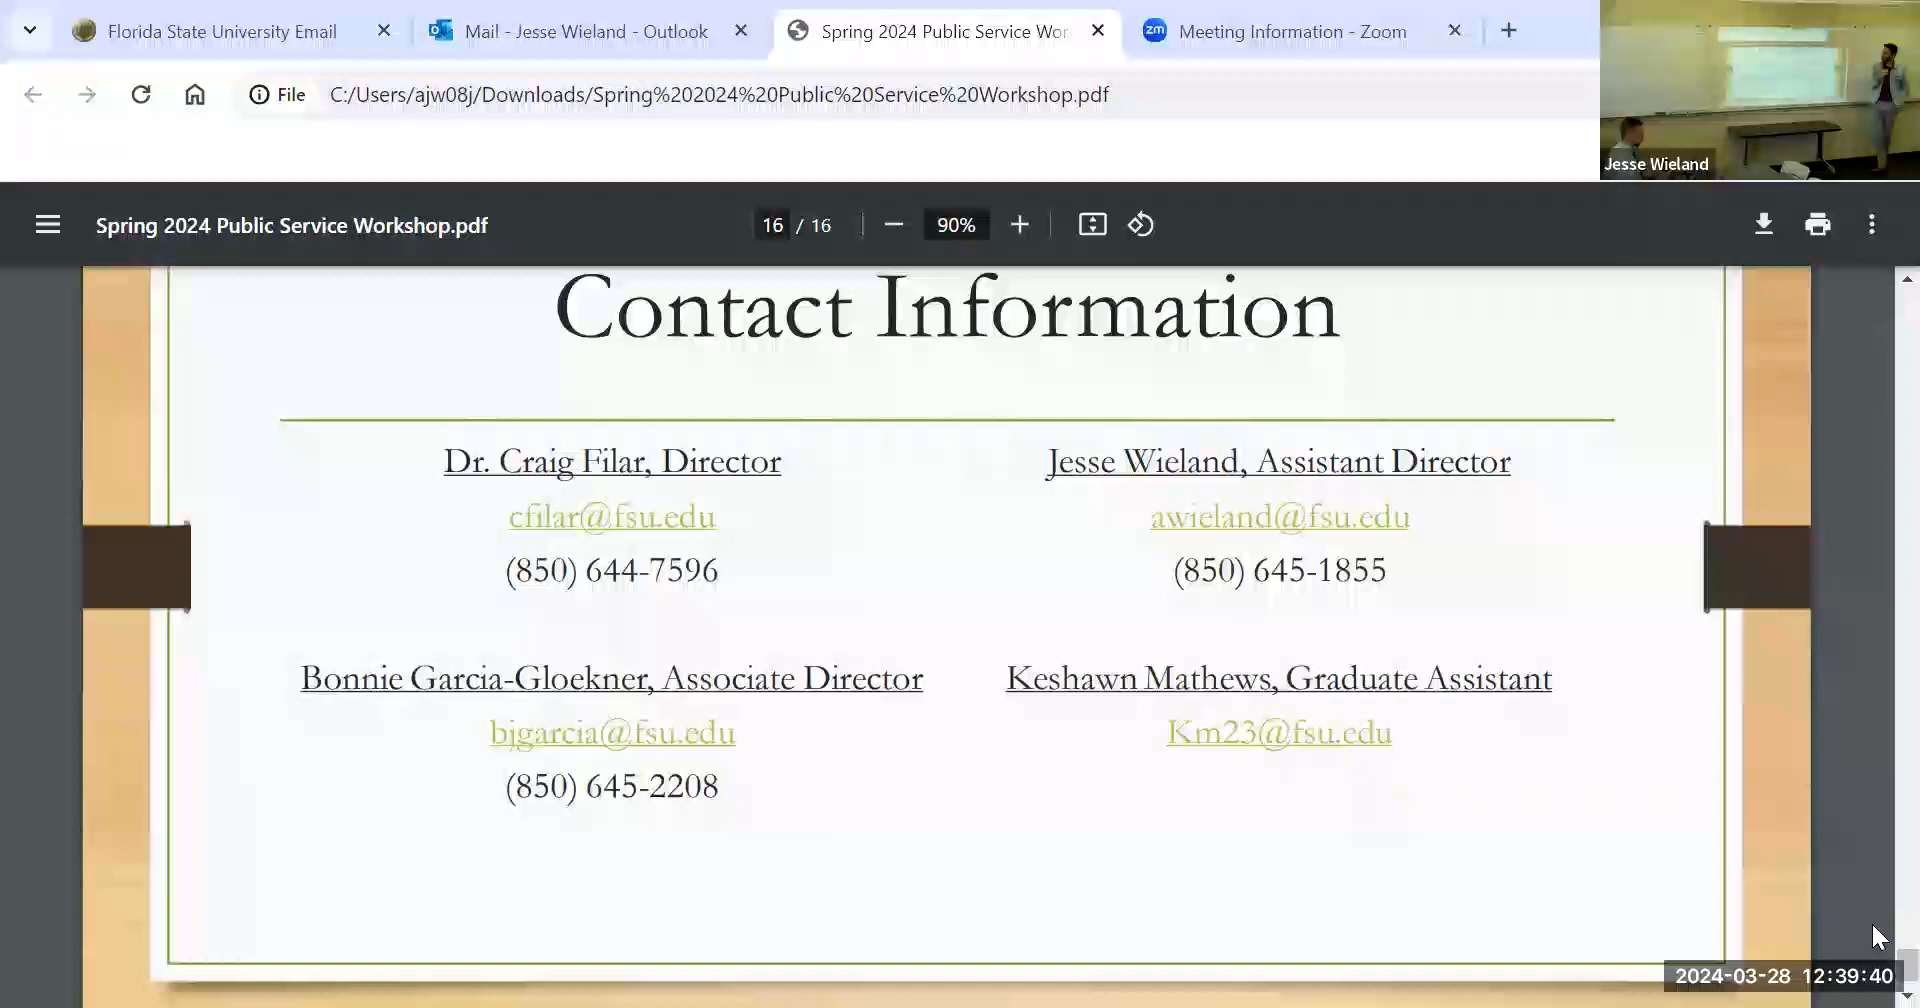 Florida State University Email
Mail - Jesse Wieland - Outlook
Spring 2024 Public Service Wor
zm
Meeting Information - Zoom
File
C:/Users/ajw08j/Downloads/Spring%202024%20Public%20Service%20Workshop.pdf
Jesse Wieland
Spring 2024 Public Service Workshop.pdf
16 / 16
90%
Contact Information
Dr. Craig Filar, Director
cfilar@fsu.edu
(850) 644-7596
Jesse Wieland, Assistant Director
awieland@fsu.edu
(850) 645-1855
Bonnie Garcia-Gloekner, Associate Director
bjgarcia@fsu.edu
(850) 645-2208
Keshawn Mathews, Graduate Assistant
Km23@fsu.edu
2024-03-28 12:39:40